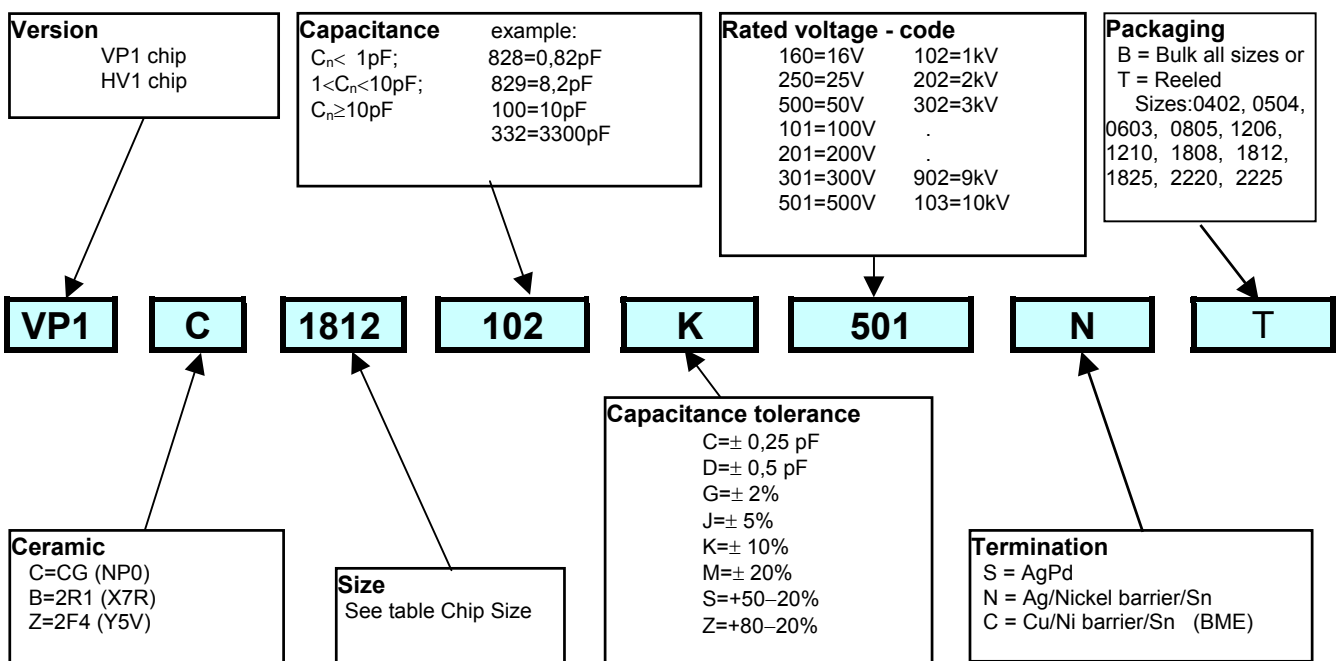 Version
VP1 chip
HV1 chip
Capacitance example:
Cn< 1pF; 828=0,82pF
1<Cn<10pF; 829=8,2pF
Cn≥10pF 100=10pF
332=3300pF
Rated voltage - code
160=16V 102=1kV
250=25V 202=2kV
500=50V 302=3kV
101=100V .
201=200V .
301=300V 902=9kV
501=500V 103=10kV
Packaging
B = Bulk all sizes or
T = Reeled
Sizes:0402, 0504,
0603, 0805, 1206,
1210, 1808, 1812,
1825, 2220, 2225
VP1 C 1812 102 K 501 N T
Ceramic
C=CG (NP0)
B=2R1 (X7R)
Z=2F4 (Y5V)
Size
See table Chip Size
Capacitance tolerance
C=± 0,25 pF
D=± 0,5 pF
G=± 2%
J=± 5%
K=± 10%
M=± 20%
S=+50–20%
Z=+80–20%
Termination
S = AgPd
N = Ag/Nickel barrier/Sn
C = Cu/Ni barrier/Sn (BME)